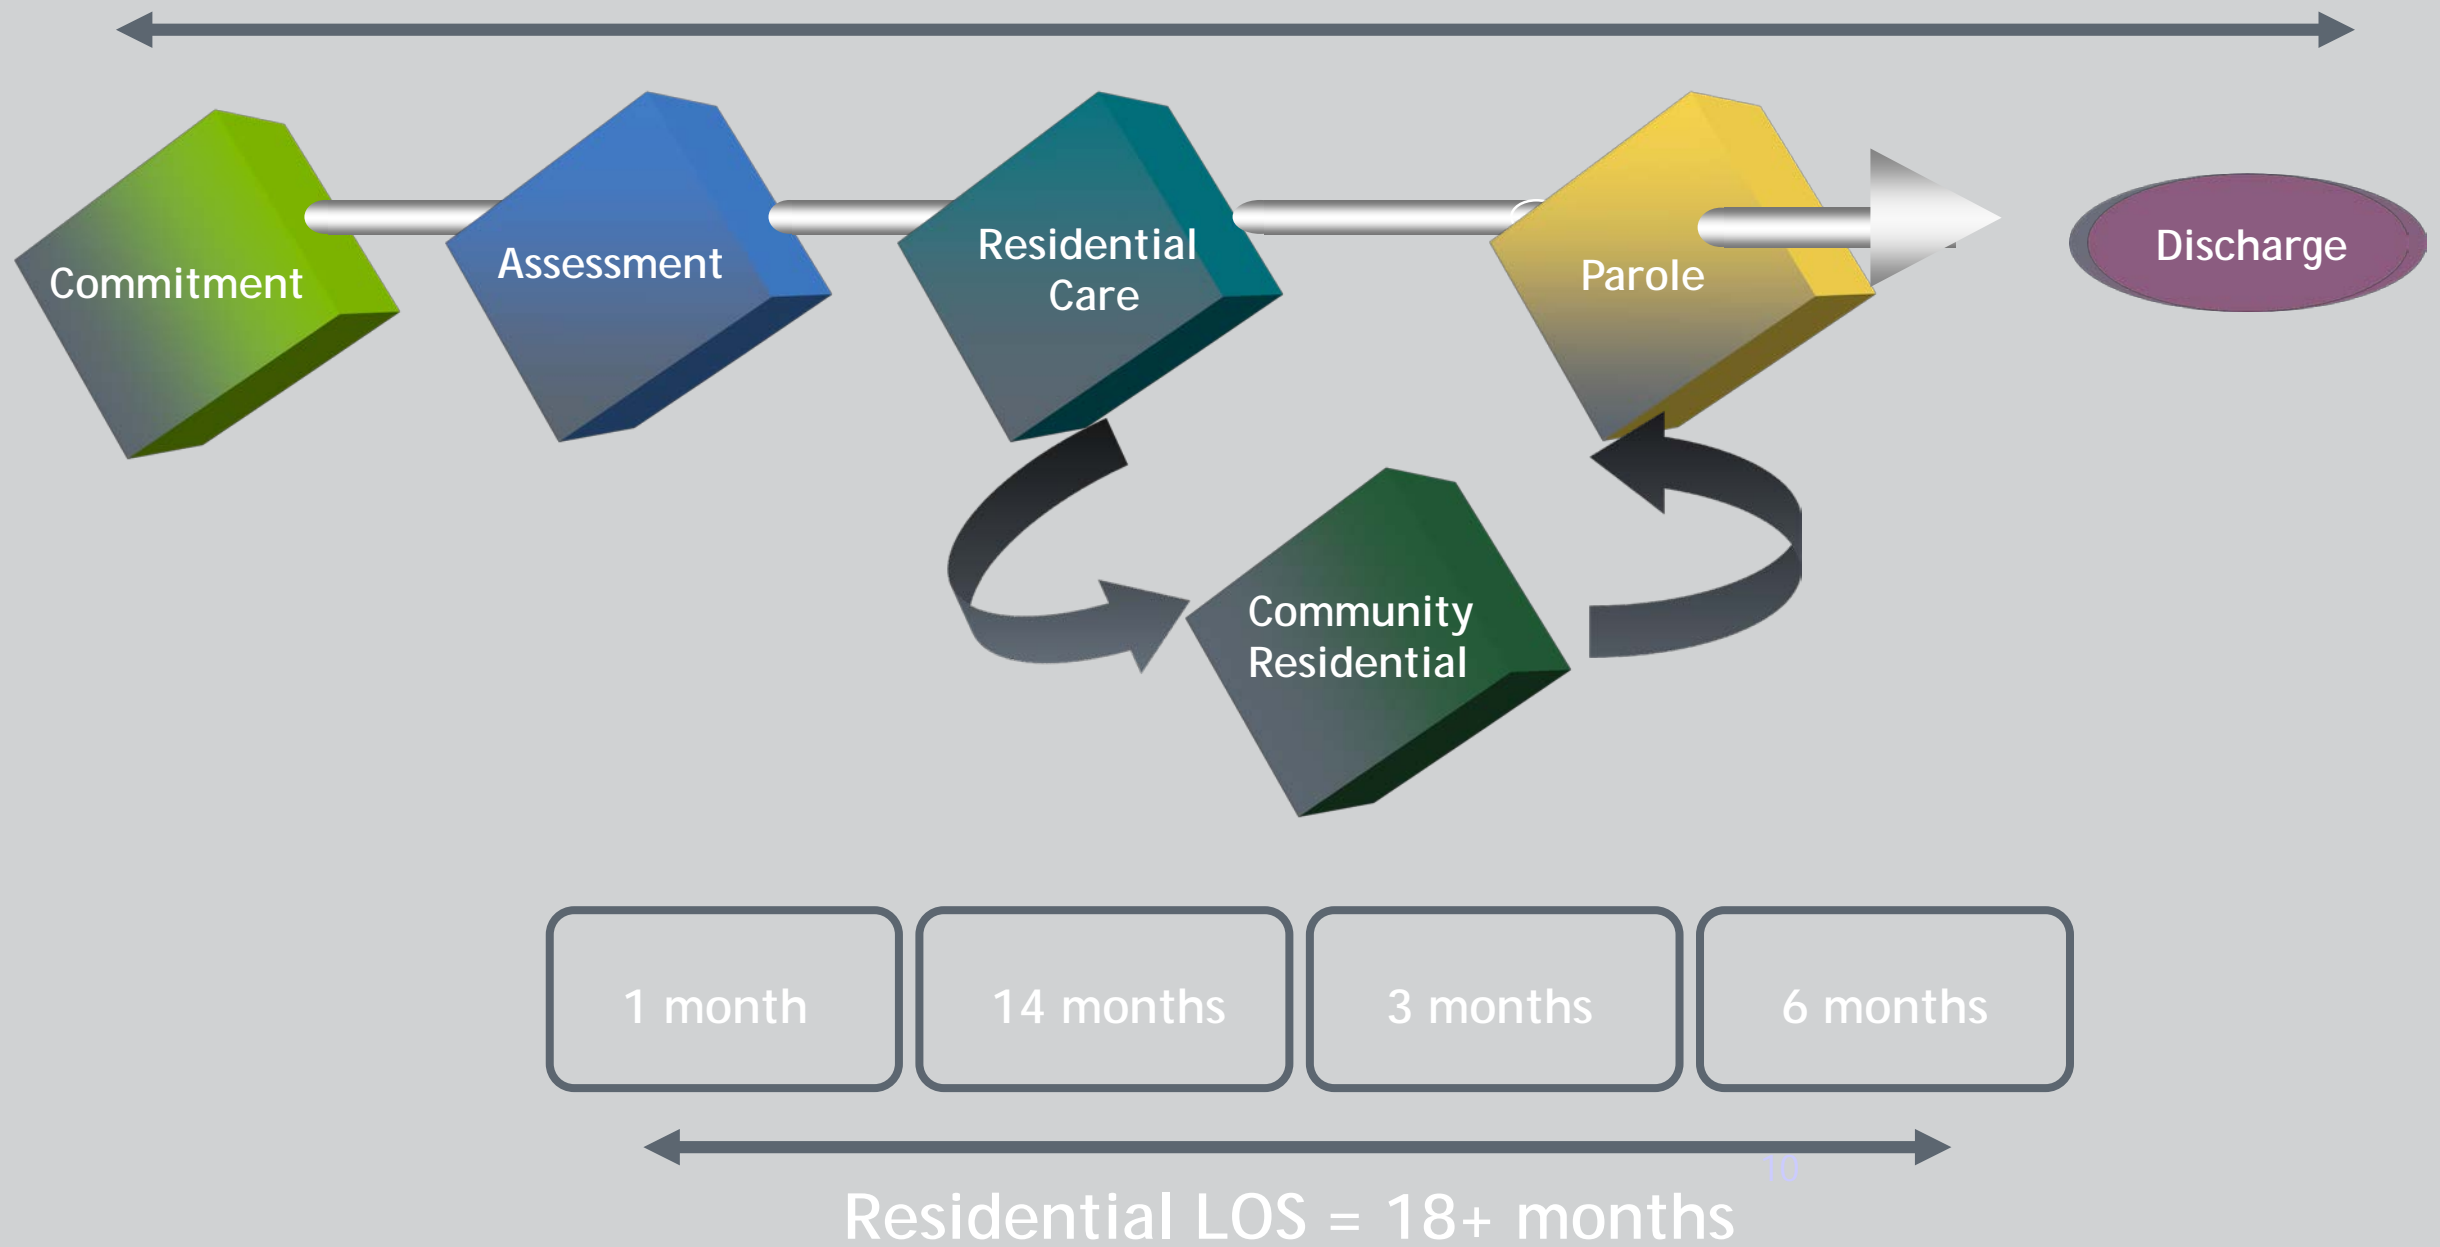 Commitment
Assessment
Residential
Care
Parole
Discharge
Community
Residential
1 month
14 months
3 months
6 months
10
Residential LOS = 18+ months